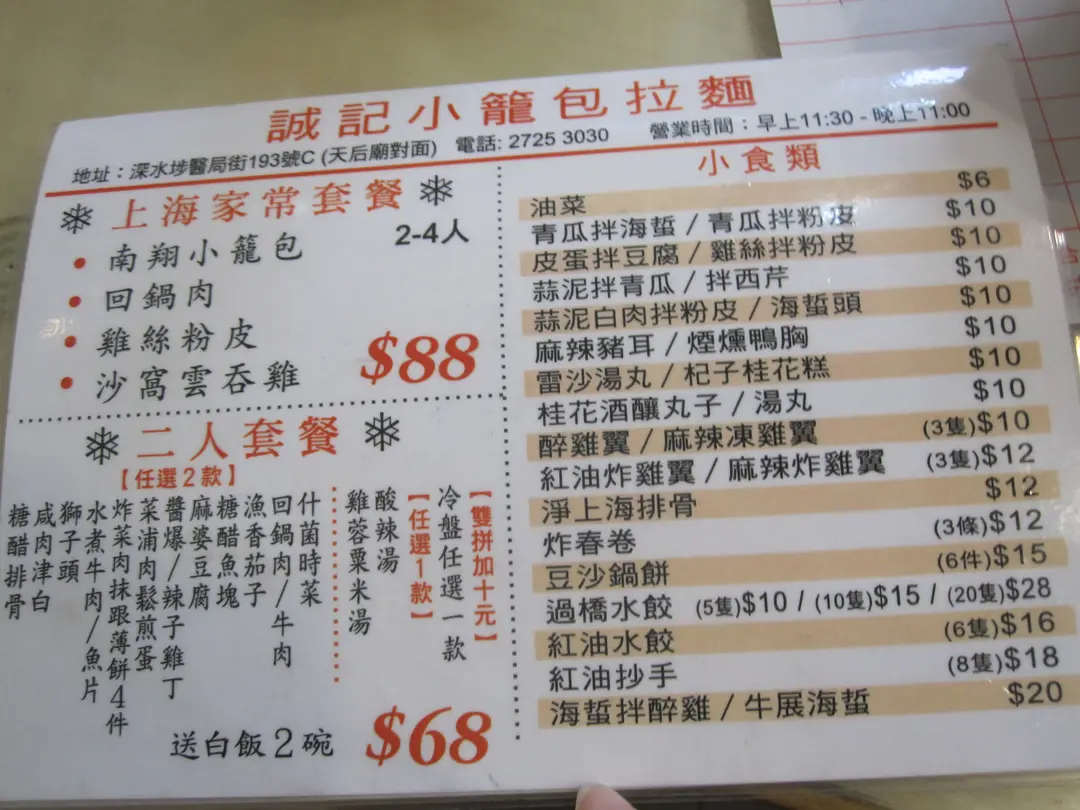 誠記小籠包拉麵
地址：深水埗醫局街193號C (天后廟對面) 電話: 2725 3030 營業時間：早上11:30 - 晚上11:00
上海家常套餐
2-4人
南翔小籠包
回鍋肉
雞絲粉皮
沙窩雲吞雞
$88
二人套餐
【任選2款】
【雙拼加十元】
冷盤任選一款
【任選1款】
酸辣湯
雞蓉粟米湯
什菌時菜
回鍋肉/牛肉
漁香茄子
糖醋魚塊
麻婆豆腐
醬爆/辣子雞丁
菜浦肉鬆煎蛋
炸菜肉抹跟薄餅4件
水煮牛肉/魚片
獅子頭
咸肉津白
糖醋排骨
送白飯2碗
$68
小食類
油菜 $6
青瓜拌海蜇 / 青瓜拌粉皮 $10
皮蛋拌豆腐 / 雞絲拌粉皮 $10
蒜泥拌青瓜 / 拌西芹 $10
蒜泥白肉拌粉皮 / 海蜇頭 $10
麻辣豬耳 / 煙燻鴨胸 $10
雷沙湯丸 / 杞子桂花糕 $10
桂花酒釀丸子 / 湯丸 $10
醉雞翼 / 麻辣凍雞翼 (3隻)$10
紅油炸雞翼 / 麻辣炸雞翼 (3隻)$12
淨上海排骨 $12
炸春卷 (3條)$12
豆沙鍋餅 (6件)$15
過橋水餃 (5隻)$10 / (10隻)$15 / (20隻)$28
紅油水餃 (6隻)$16
紅油抄手 (8隻)$18
海蜇拌醉雞 / 牛展海蜇 $20